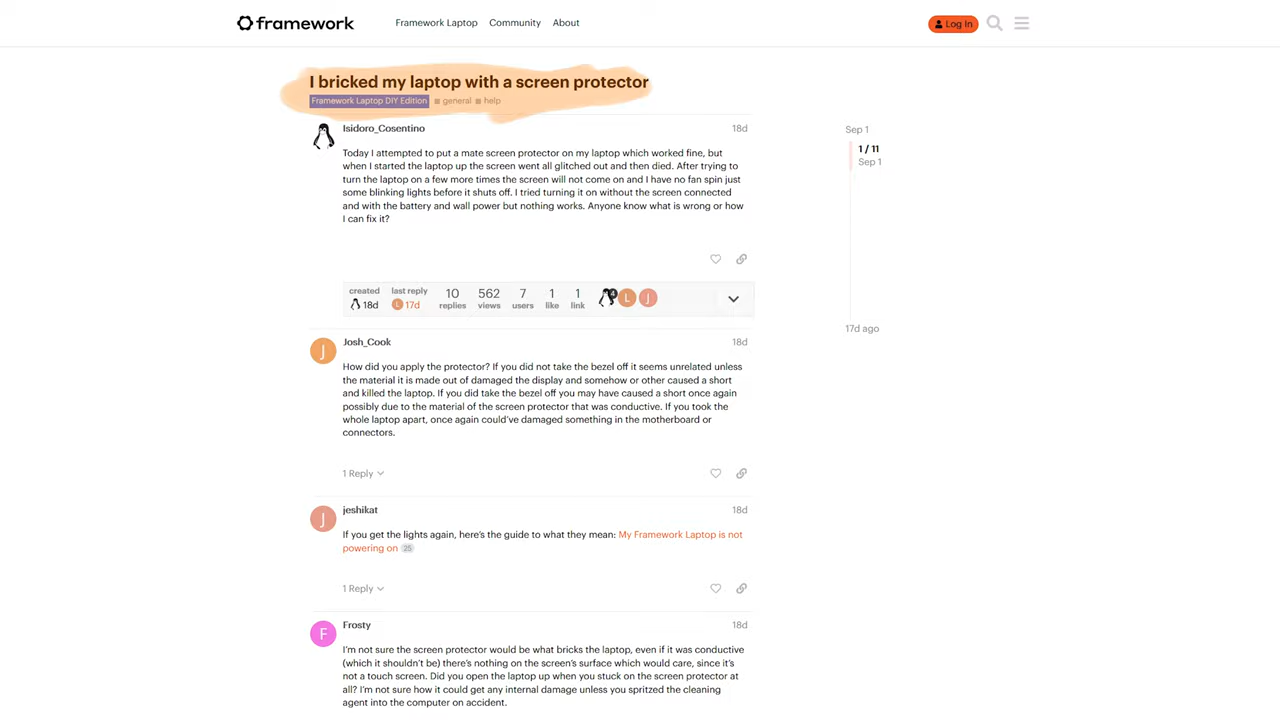 framework
Framework Laptop Community About
Log In
I bricked my laptop with a screen protector
Framework Laptop DIY Edition general help
Isidoro_Cosentino 18d
Today I attempted to put a mate screen protector on my laptop which worked fine, but
when I started the laptop up the screen went all glitched out and then died. After trying to
turn the laptop on a few more times the screen will not come on and I have no fan spin just
some blinking lights before it shuts off. I tried turning it on without the screen connected
and with the battery and wall power but nothing works. Anyone know what is wrong or how
I can fix it?
Sep 1
1 / 11
Sep 1
17d ago
created last reply 10 562 7 1 1
18d L 17d replies views users like link
4 L J
Josh_Cook 18d
J
How did you apply the protector? If you did not take the bezel off it seems unrelated unless
the material it is made out of damaged the display and somehow or other caused a short
and killed the laptop. If you did take the bezel off you may have caused a short once again
possibly due to the material of the screen protector that was conductive. If you took the
whole laptop apart, once again could've damaged something in the motherboard or
connectors.
1 Reply
jeshikat 18d
J
If you get the lights again, here's the guide to what they mean: My Framework Laptop is not
powering on 25
1 Reply
Frosty 18d
F
I'm not sure the screen protector would be what bricks the laptop, even if it was conductive
(which it shouldn't be) there's nothing on the screen's surface which would care, since it's
not a touch screen. Did you open the laptop up when you stuck on the screen protector at
all? I'm not sure how it could get any internal damage unless you spritzed the cleaning
agent into the computer on accident.